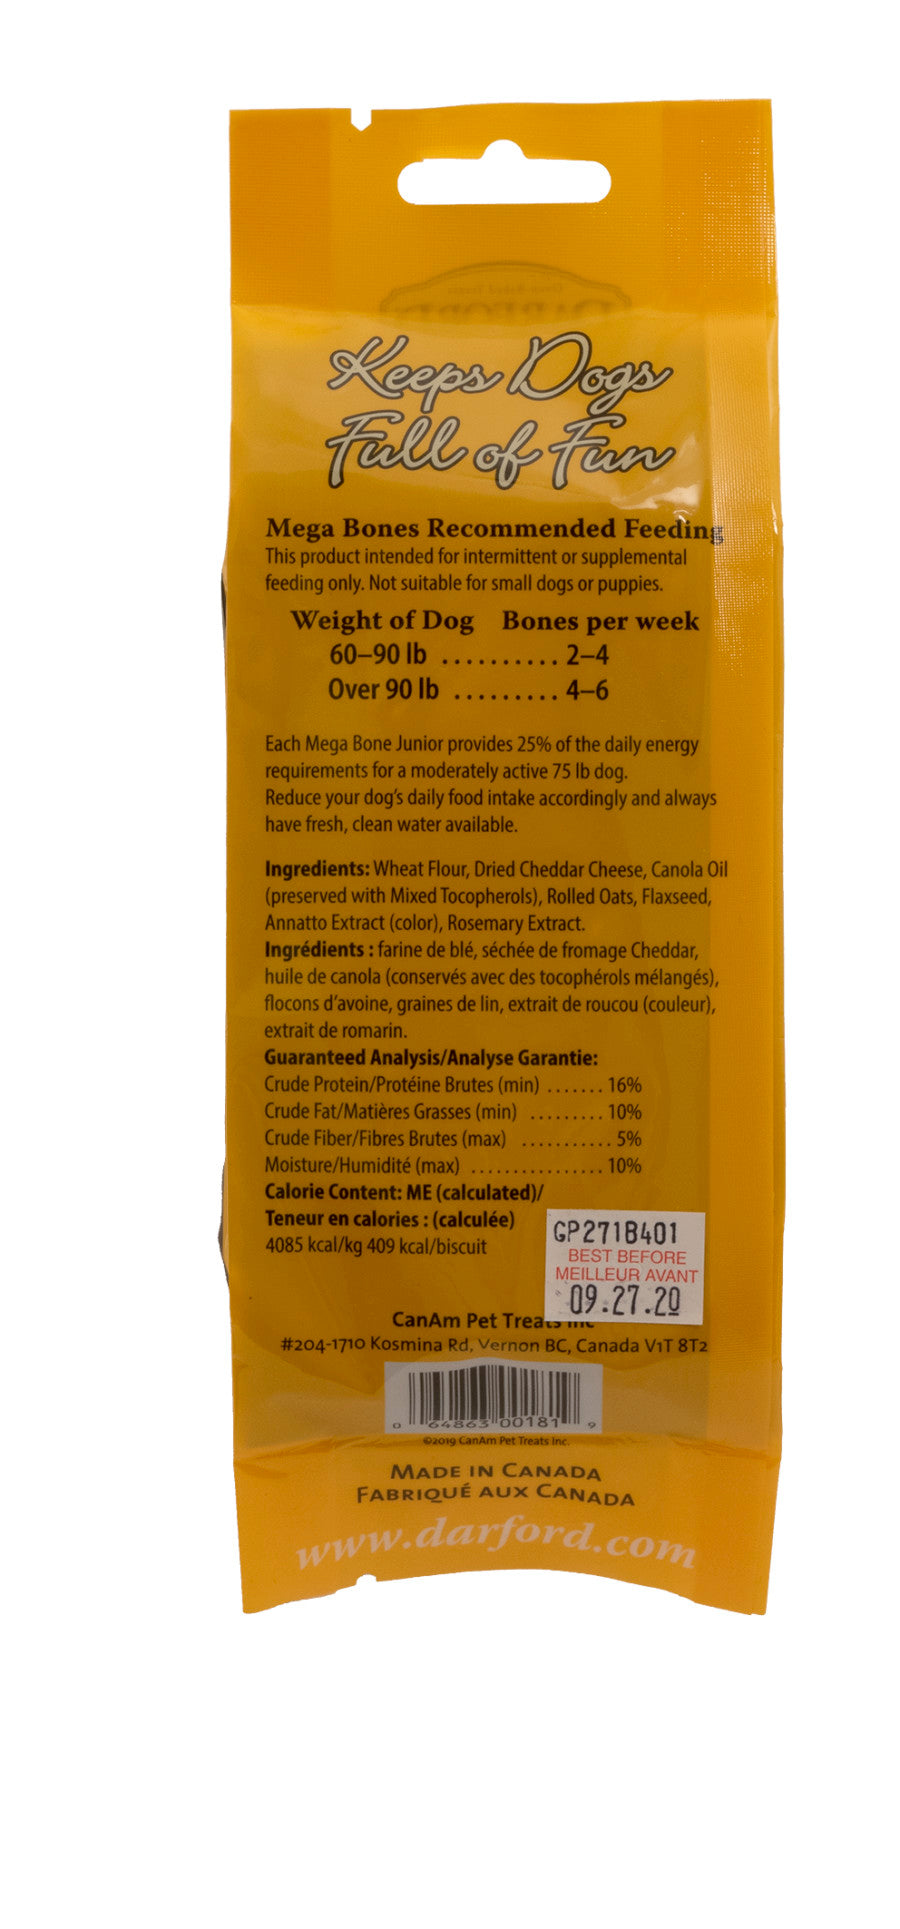 Keeps Dogs
Full of Fun
Mega Bones Recommended Feeding
This product intended for intermittent or supplemental
feeding only. Not suitable for small dogs or puppies.
Weight of Dog Bones per week
60–90 lb .......... 2–4
Over 90 lb ......... 4–6
Each Mega Bone Junior provides 25% of the daily energy
requirements for a moderately active 75 lb dog.
Reduce your dog's daily food intake accordingly and always
have fresh, clean water available.
Ingredients: Wheat Flour, Dried Cheddar Cheese, Canola Oil
(preserved with Mixed Tocopherols), Rolled Oats, Flaxseed,
Annatto Extract (color), Rosemary Extract.
Ingrédients : farine de blé, séchée de fromage Cheddar,
huile de canola (conservés avec des tocophérols mélangés),
flocons d'avoine, graines de lin, extrait de roucou (couleur),
extrait de romarin.
Guaranteed Analysis/Analyse Garantie:
Crude Protein/Protéine Brutes (min) ....... 16%
Crude Fat/Matières Grasses (min) ......... 10%
Crude Fiber/Fibres Brutes (max) ........... 5%
Moisture/Humidité (max) ................. 10%
Calorie Content: ME (calculated)/
Teneur en calories : (calculée)
4085 kcal/kg 409 kcal/biscuit
GP271B401
BEST BEFORE
MEILLEUR AVANT
09.27.20
CanAm Pet Treats Inc
#204-1710 Kosmina Rd, Vernon BC, Canada V1T 8T2
0 64863 00181 9
©2019 CanAm Pet Treats Inc.
Made in Canada
Fabriqué aux Canada
www.darford.com